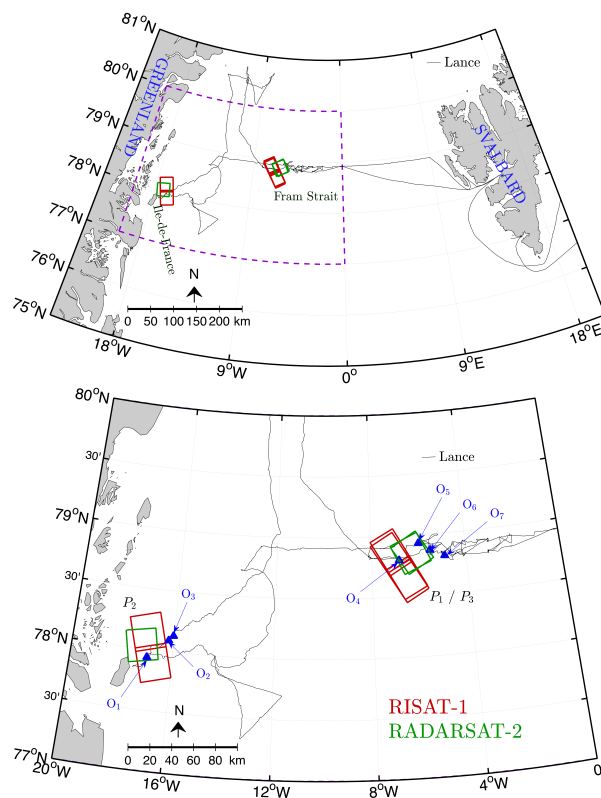 81°N
80°N
79°N
78°N
77°N
76°N
75°N
GREENLAND
SVALBARD
Lance
Fram Strait
Ile-de-France
N
0 50 100 150 200 km
18°W
9°W
0°
9°E
18°E
80°N
30'
79°N
30'
78°N
30'
77°N
Lance
O5
O6
O7
O4
P1 / P3
P2
O3
O2
O1
RISAT-1
RADARSAT-2
N
0 20 40 60 80 km
20°W
16°W
12°W
8°W
4°W
0